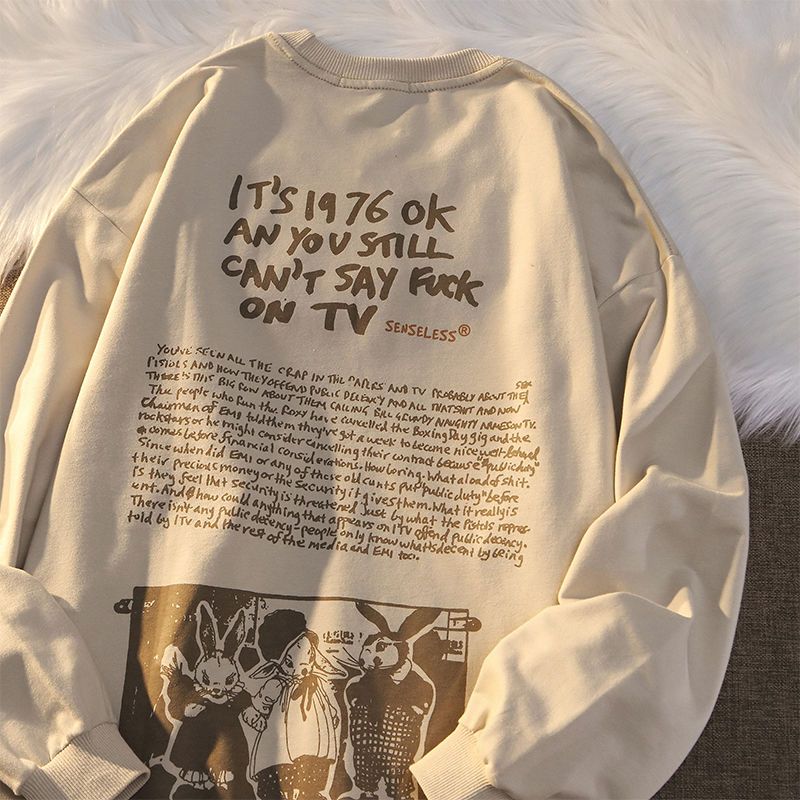 IT'S 1976 OK
AN YOU STILL
CAN'T SAY FUCK
ON TV SENSELESS®
YOU'VE SEEN ALL THE CRAP IN THE PAPERS AND TV PROBABLY ABOUT THE SEX
PISTOLS AND HOW THEY OFFEND PUBLIC DECENCY AND ALL THAT SHIT AND NOW
THERE'S THIS BIG ROW ABOUT THEM CALLING BILL GRUNDY NAUGHTY NAMES ON TV.
The people who run the Roxy have cancelled the Boxing Day gig and the
Chairman of EMI told them they've got a week to become nice well-behaved
rockstars or he might consider cancelling their contract because "public duty"
comes before financial considerations. How boring. What a load of shit.
Since when did EMI or any of these old cunts put "public duty" before
their precious money or the security it gives them. What it really is
is they feel that security is threatened just by what the Pistols repres-
ent. And how could anything that appears on ITV offend public decency.
There isn't any public decency-people only know what's decent by being
told by ITV and the rest of the media and EMI too.